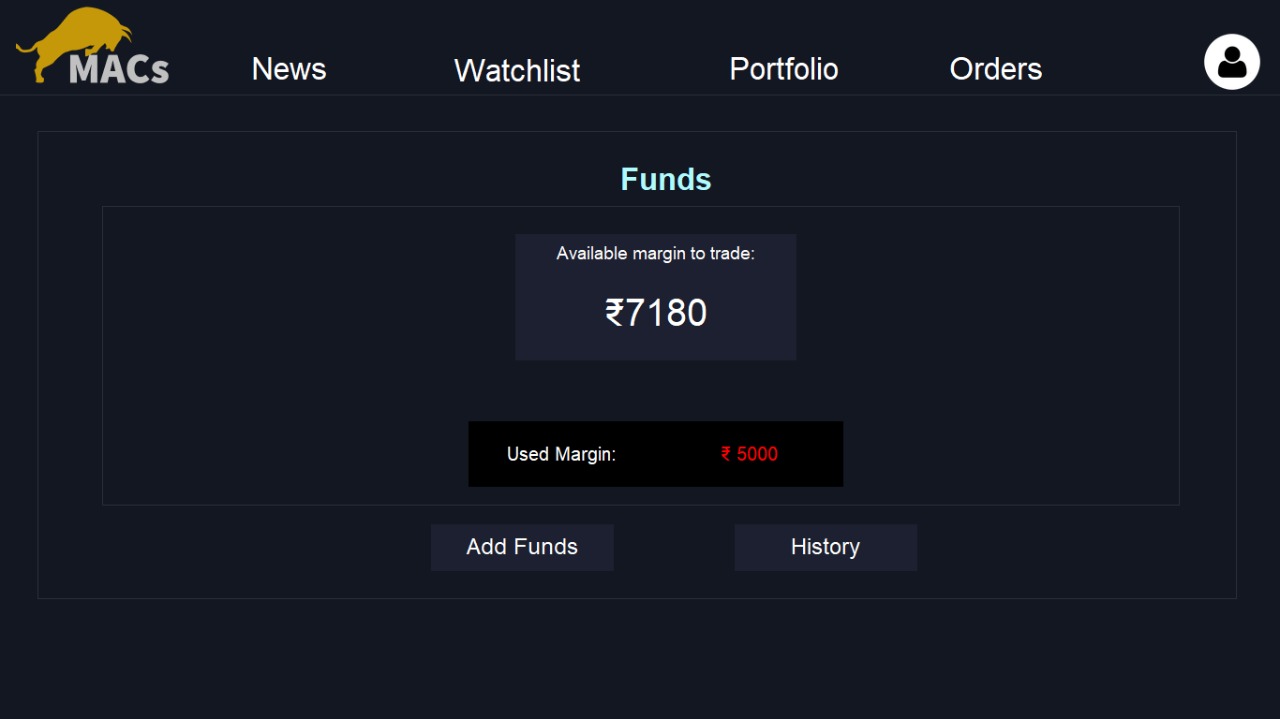 MACs
News
Watchlist
Portfolio
Orders
Funds
Available margin to trade:
₹7180
Used Margin: ₹ 5000
Add Funds
History